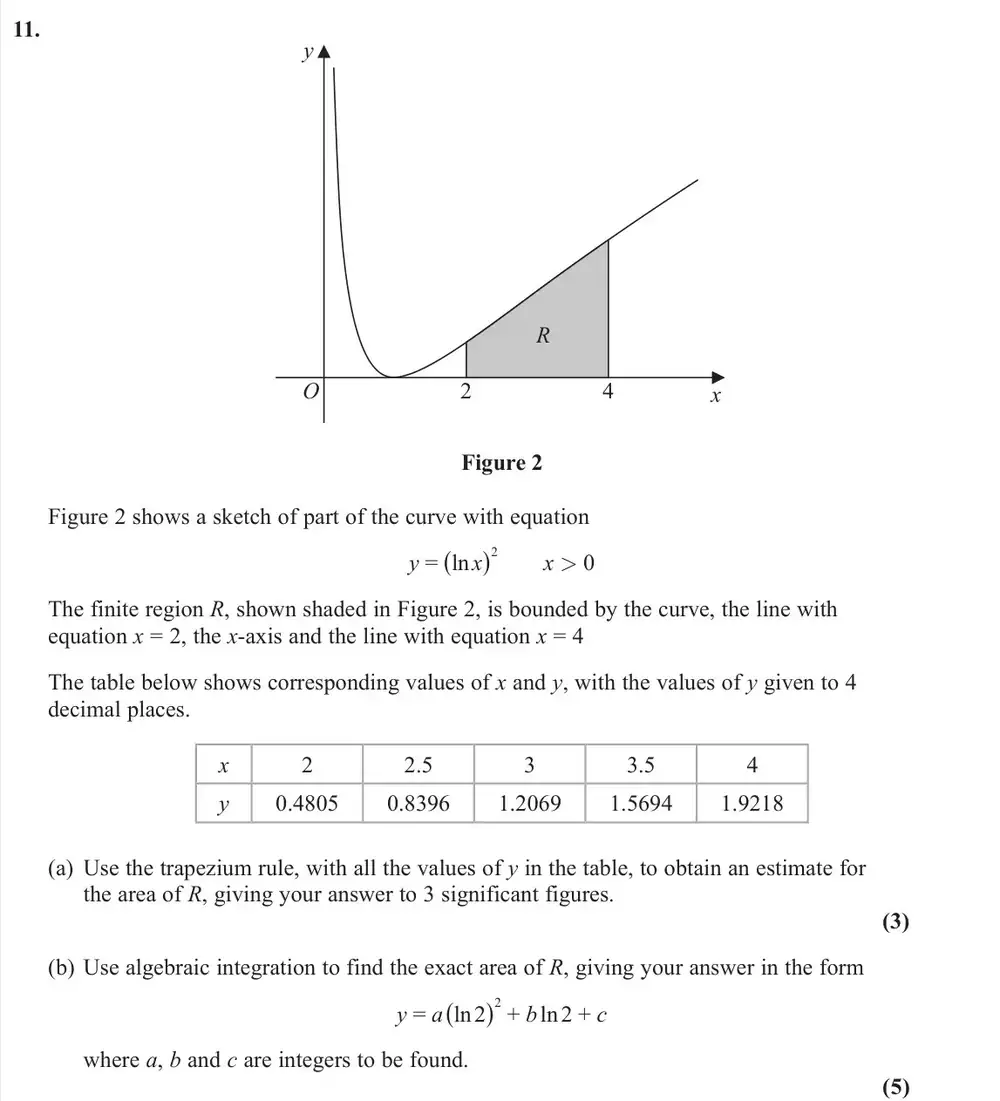 11.
y
R
O 2 4 x
Figure 2
Figure 2 shows a sketch of part of the curve with equation
y = (ln x)² x > 0
The finite region R, shown shaded in Figure 2, is bounded by the curve, the line with
equation x = 2, the x-axis and the line with equation x = 4
The table below shows corresponding values of x and y, with the values of y given to 4
decimal places.
x 2 2.5 3 3.5 4
y 0.4805 0.8396 1.2069 1.5694 1.9218
(a) Use the trapezium rule, with all the values of y in the table, to obtain an estimate for
the area of R, giving your answer to 3 significant figures.
(3)
(b) Use algebraic integration to find the exact area of R, giving your answer in the form
y = a(ln 2)² + b ln 2 + c
where a, b and c are integers to be found.
(5)